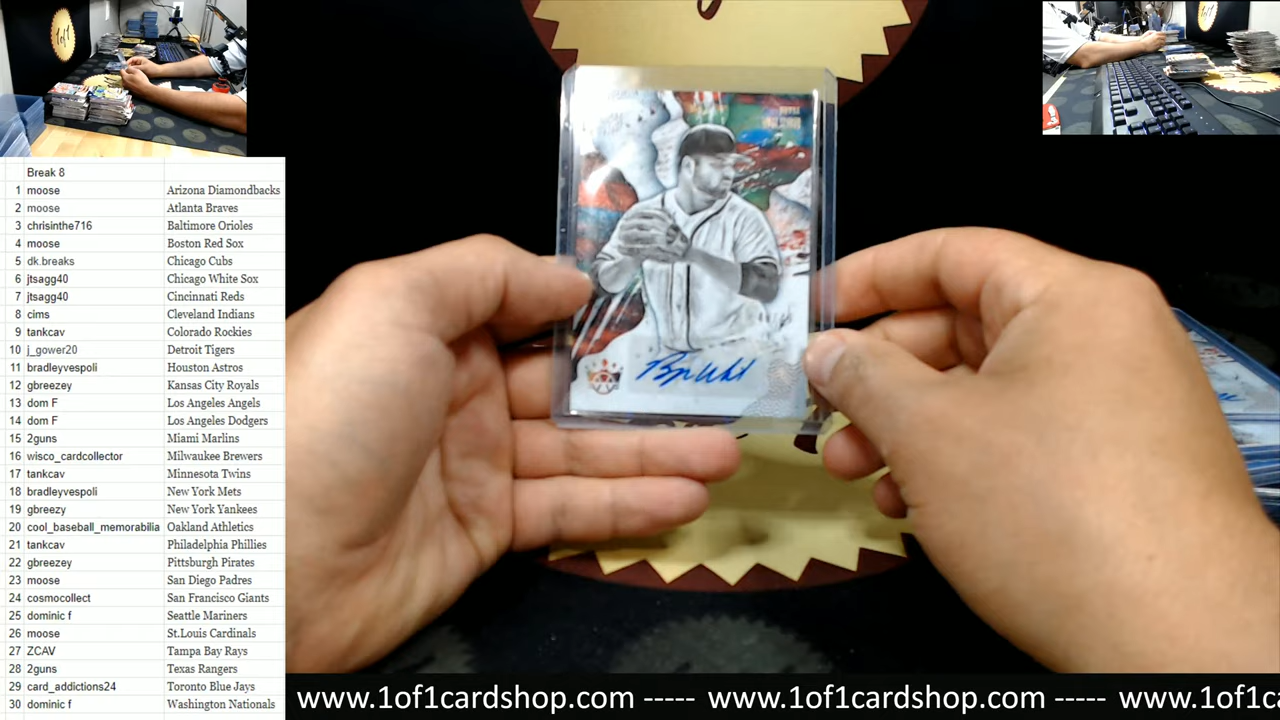 1of1
1of1
Break 8
1 moose Arizona Diamondbacks
2 moose Atlanta Braves
3 chrisinthe716 Baltimore Orioles
4 moose Boston Red Sox
5 dk.breaks Chicago Cubs
6 jtsagg40 Chicago White Sox
7 jtsagg40 Cincinnati Reds
8 cims Cleveland Indians
9 tankcav Colorado Rockies
10 j_gower20 Detroit Tigers
11 bradleyvespoli Houston Astros
12 gbreezey Kansas City Royals
13 dom F Los Angeles Angels
14 dom F Los Angeles Dodgers
15 2guns Miami Marlins
16 wisco_cardcollector Milwaukee Brewers
17 tankcav Minnesota Twins
18 bradleyvespoli New York Mets
19 gbreezy New York Yankees
20 cool_baseball_memorabilia Oakland Athletics
21 tankcav Philadelphia Phillies
22 gbreezey Pittsburgh Pirates
23 moose San Diego Padres
24 cosmocollect San Francisco Giants
25 dominic f Seattle Mariners
26 moose St.Louis Cardinals
27 ZCAV Tampa Bay Rays
28 2guns Texas Rangers
29 card_addictions24 Toronto Blue Jays
30 dominic f Washington Nationals
www.1of1cardshop.com ----- www.1of1cardshop.com ----- www.1of1c